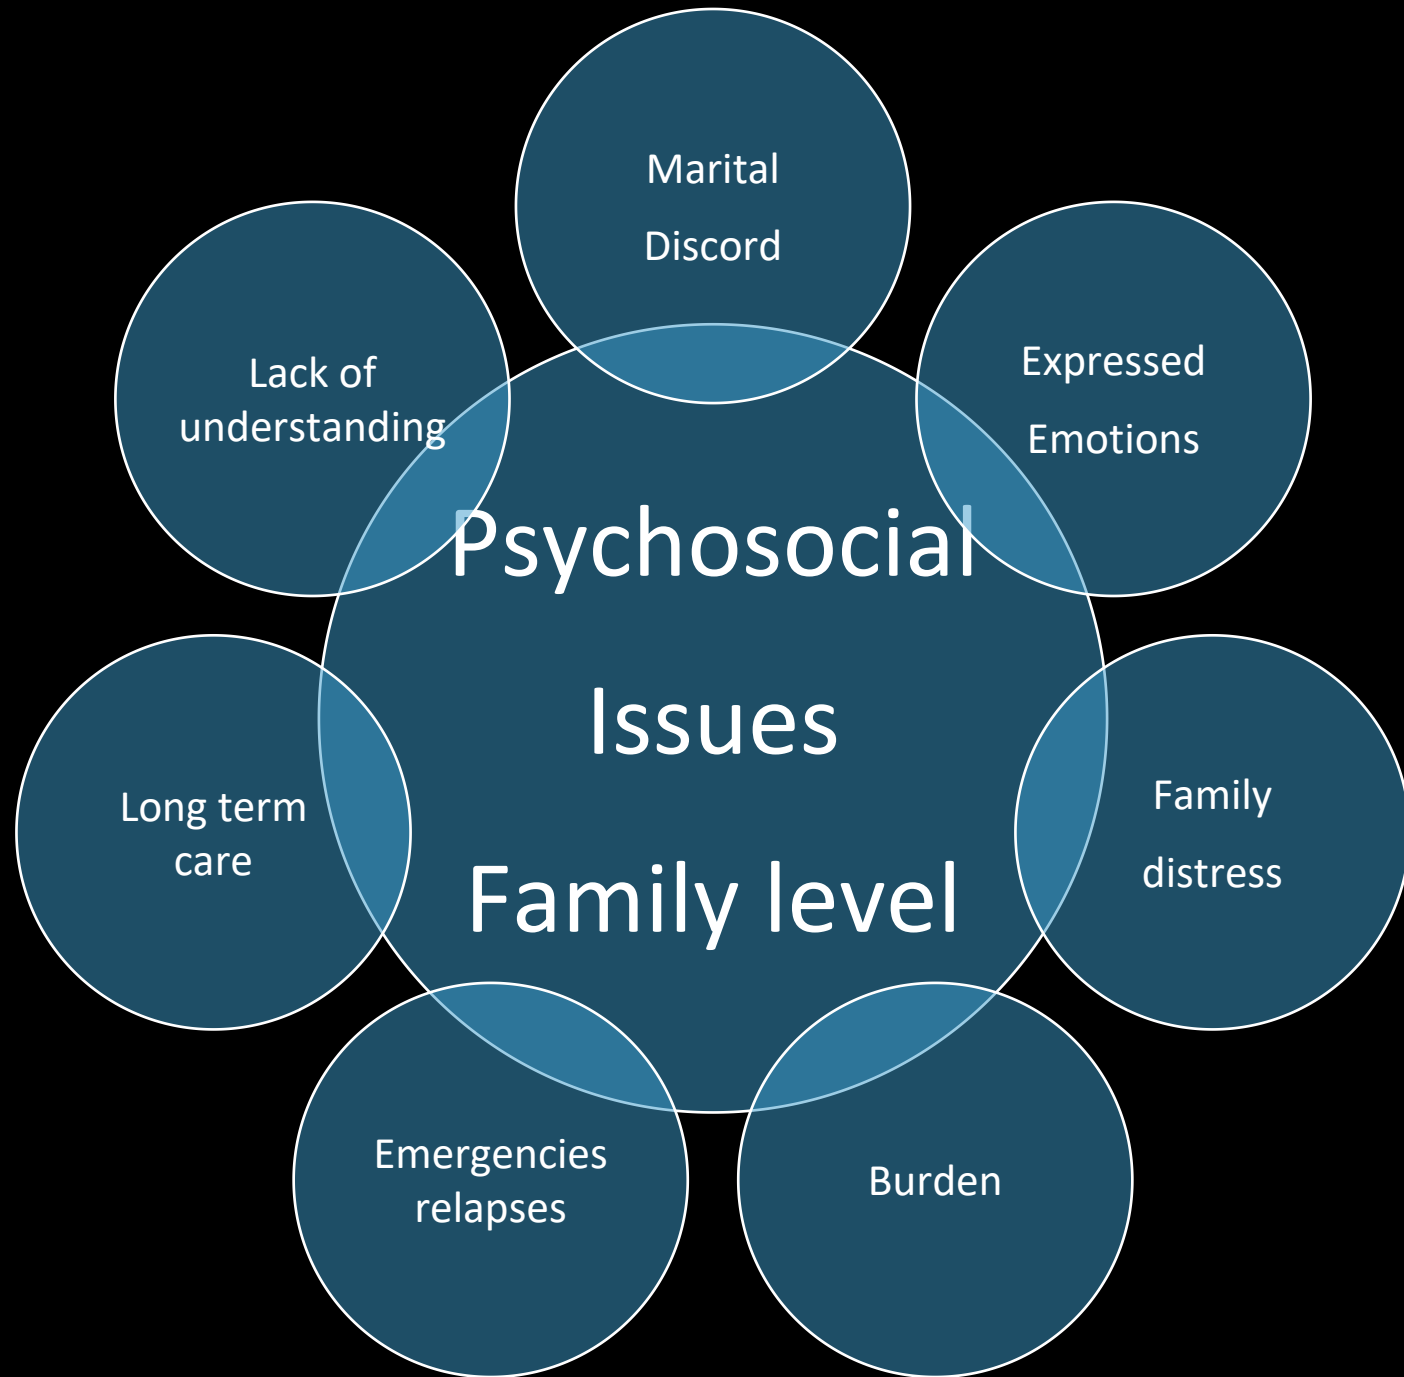 Marital
Discord
Expressed
Emotions
Family
distress
Burden
Emergencies
relapses
Long term
care
Lack of
understanding
Psychosocial
Issues
Family level